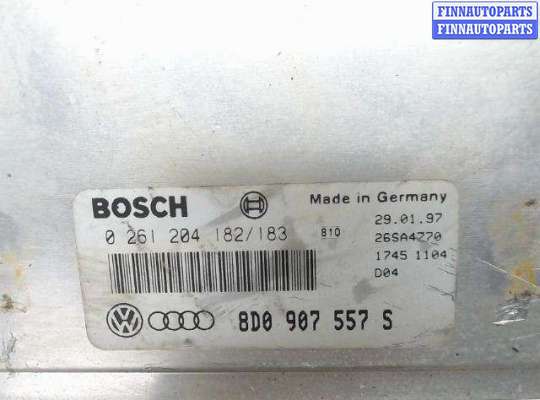 FINNAUTOPARTS
FINNAUTOPARTS
BOSCH
Made in Germany
0 261 204 182/183 810
29.01.97
26SA4770
1745 1104
D04
8D0 907 557 S